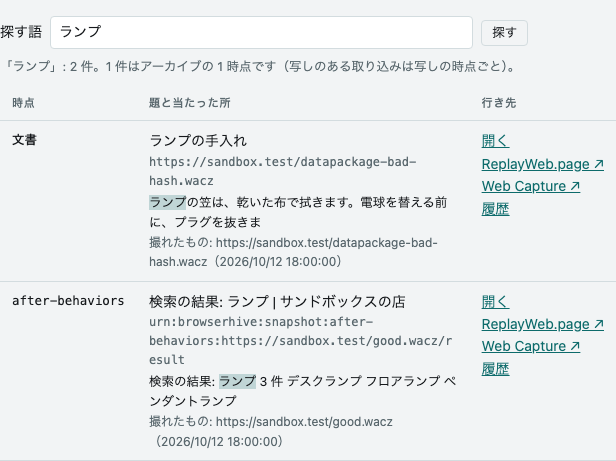 探す語 ランプ 探す
「ランプ」: 2 件。1 件はアーカイブの 1 時点です（写しのある取り込みは写しの時点ごと）。
時点 題と当たった所 行き先
文書 ランプの手入れ 開く
https://sandbox.test/datapackage-bad- ReplayWeb.page ↗
hash.wacz Web Capture ↗
ランプの笠は、乾いた布で拭きます。電球を替える前 履歴
に、プラグを抜きま
撮れたもの: https://sandbox.test/datapackage-bad-
hash.wacz（2026/10/12 18:00:00）
after-behaviors 検索の結果: ランプ | サンドボックスの店 開く
urn:browserhive:snapshot:after- ReplayWeb.page ↗
behaviors:https://sandbox.test/good.wacz/r Web Capture ↗
esult 履歴
検索の結果: ランプ 3 件 デスクランプ フロアランプ ペ
ンダントランプ
撮れたもの: https://sandbox.test/good.wacz
（2026/10/12 18:00:00）